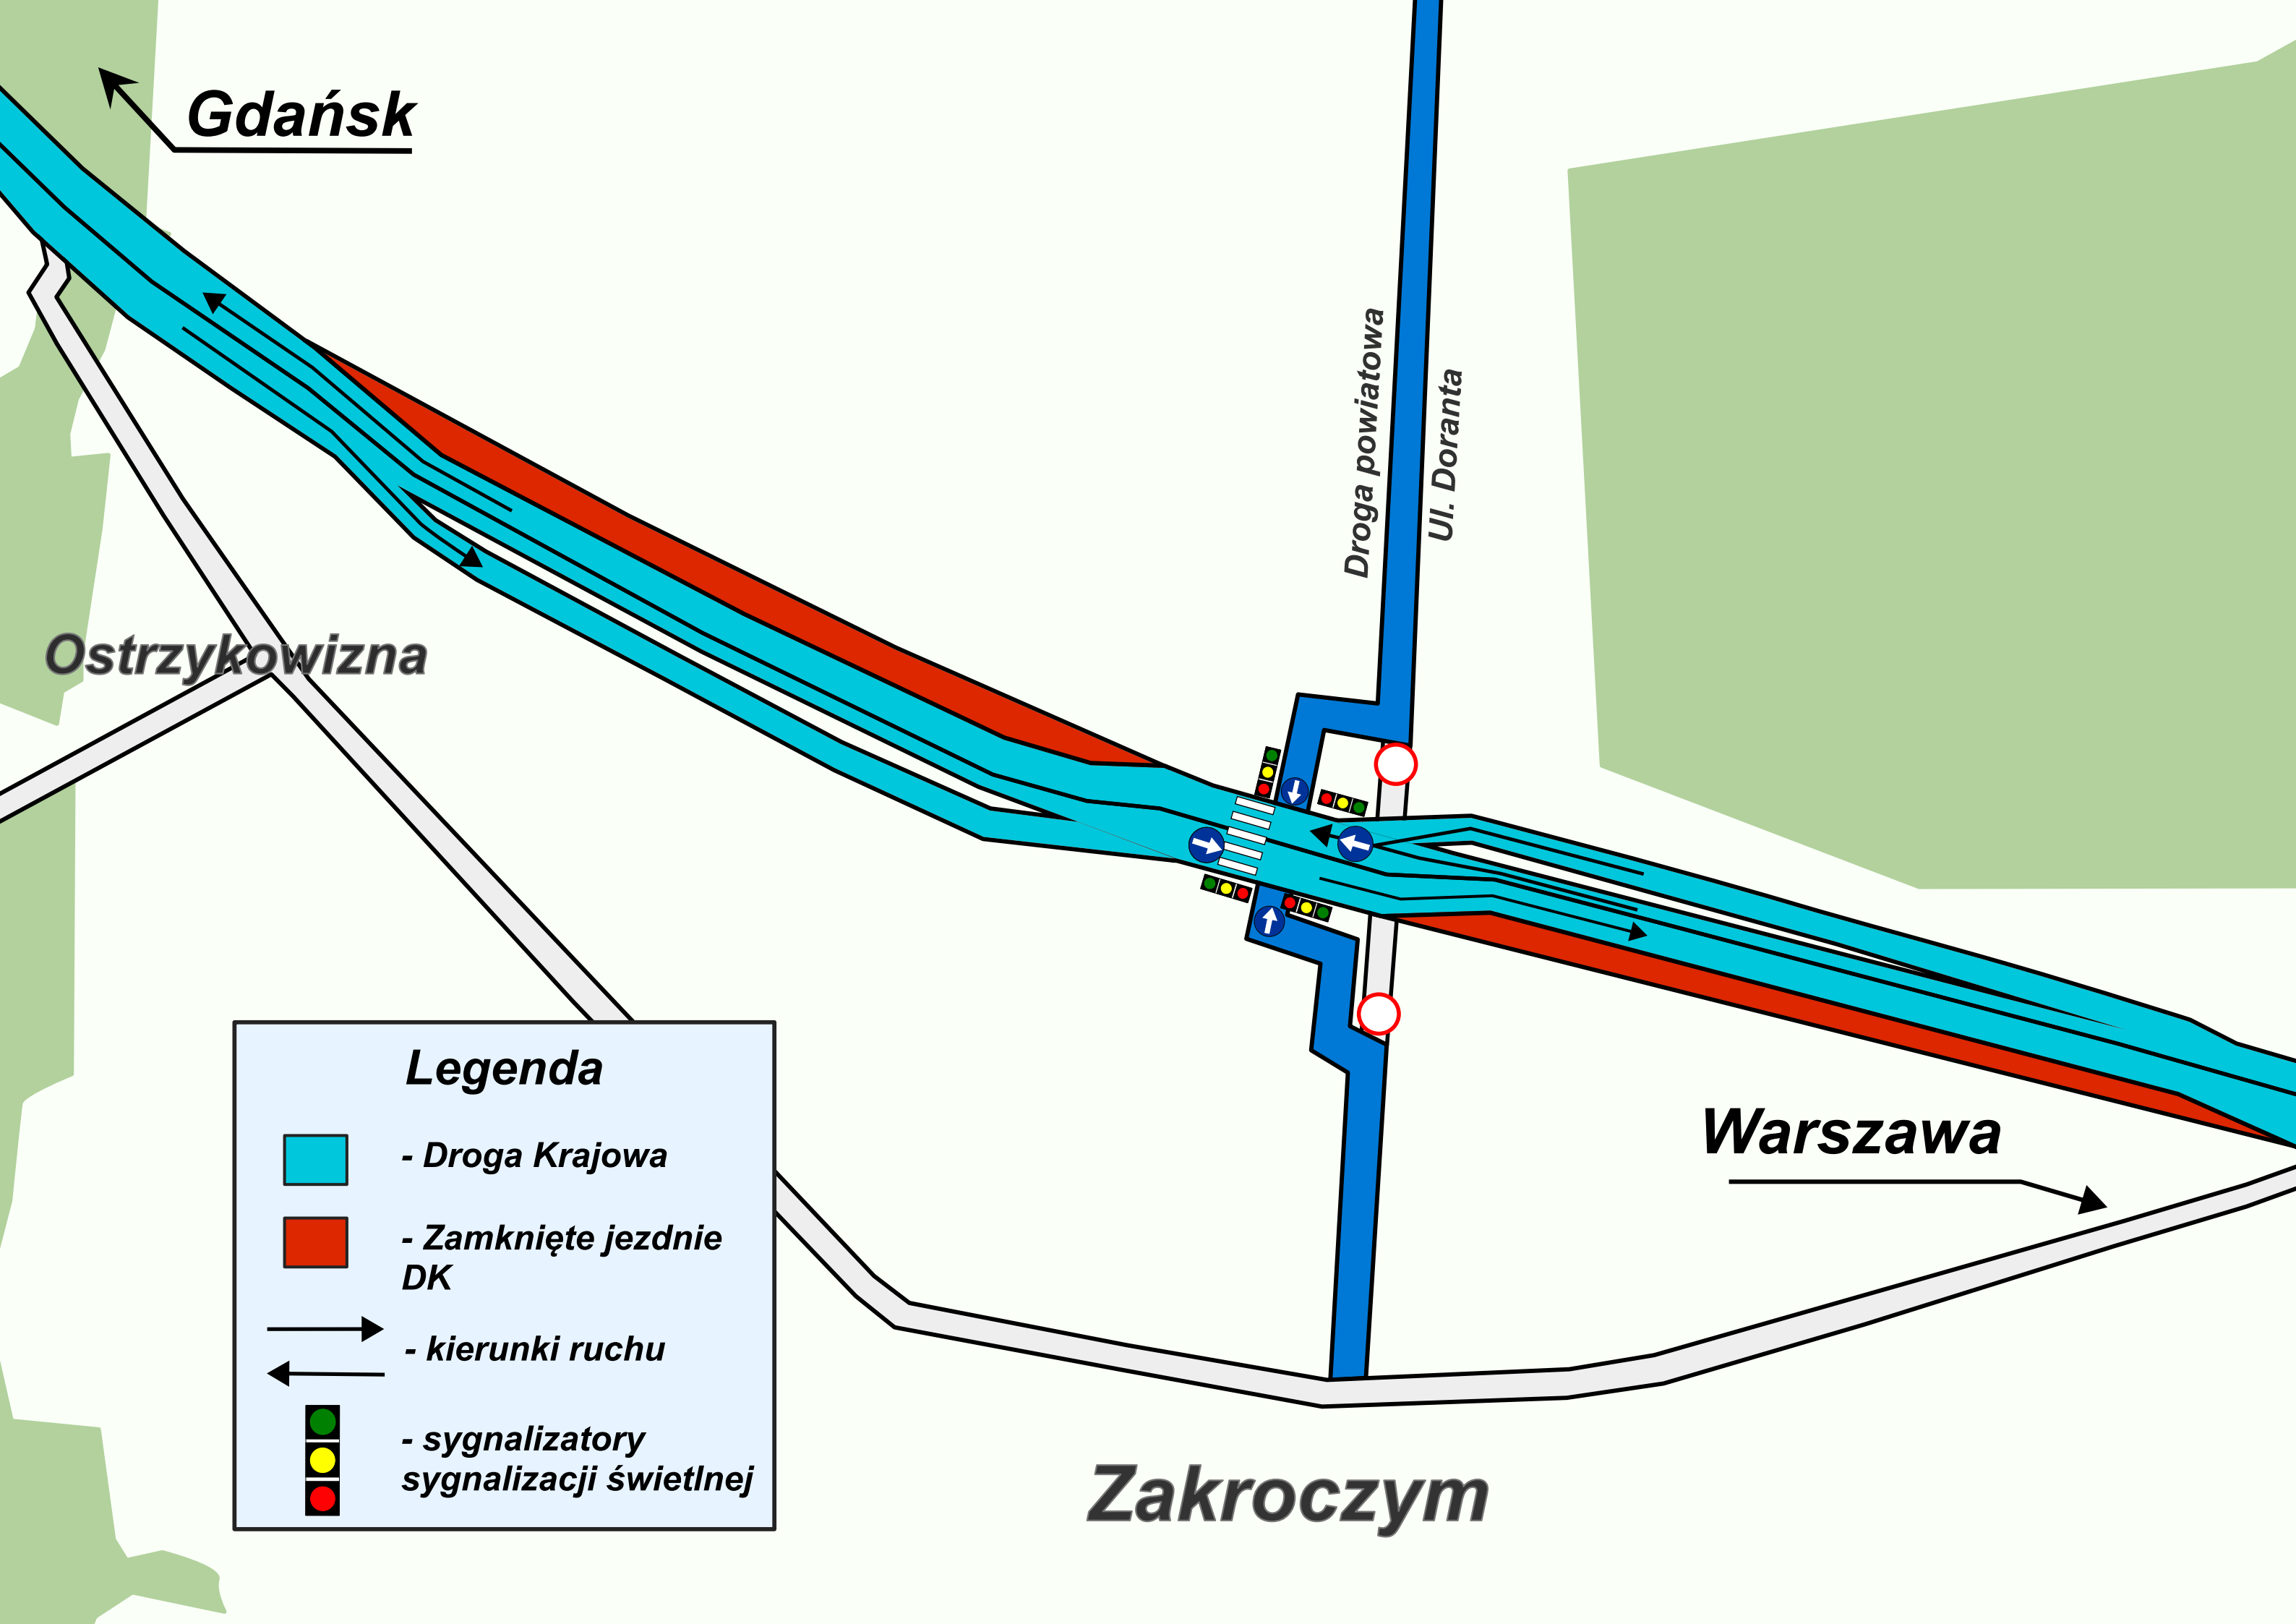 Gdańsk
Droga powiatowa
Ul. Doranta
Ostrzykowizna
Legenda
- Droga Krajowa
- Zamknięte jezdnie
DK
- kierunki ruchu
- sygnalizatory
sygnalizacji świetlnej
Warszawa
Zakroczym